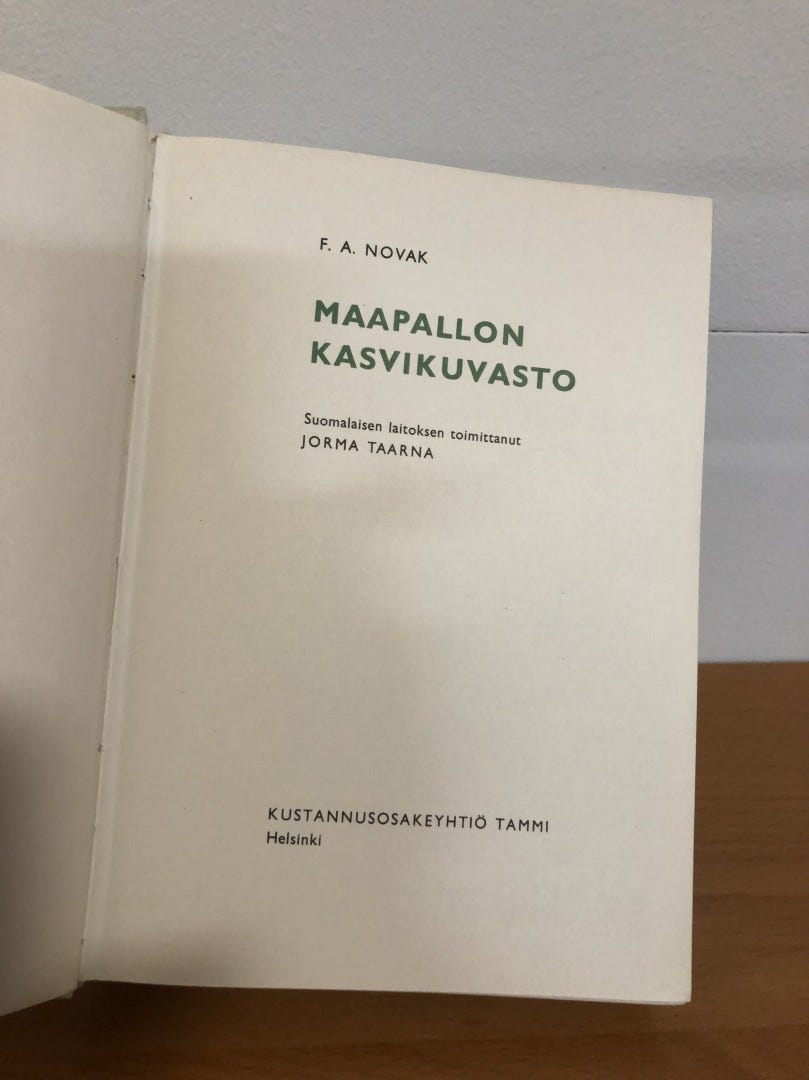 F. A. NOVAK
MAAPALLON
KASVIKUVASTO
Suomalaisen laitoksen toimittanut
JORMA TAARNA
KUSTANNUSOSAKEYHTIÖ TAMMI
Helsinki